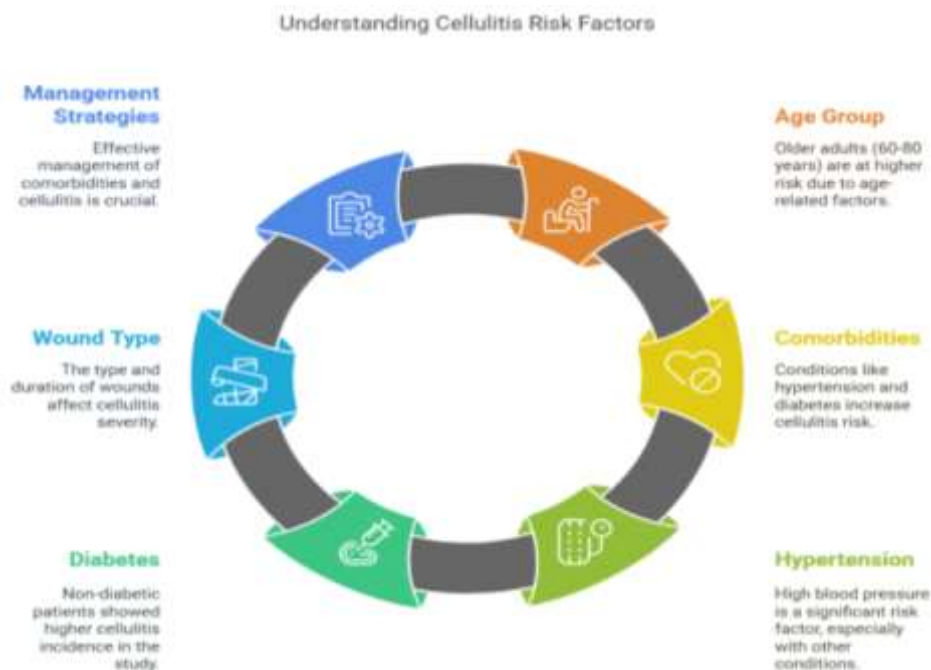 Understanding Cellulitis Risk Factors
Management
Strategies
Effective
management of
comorbidities and
cellulitis is crucial.
Age Group
Older adults (60-80
years) are at higher
risk due to age-
related factors.
Wound Type
The type and
duration of wounds
affect cellulitis
severity.
Comorbidities
Conditions like
hypertension and
diabetes increase
cellulitis risk.
Diabetes
Non-diabetic
patients showed
higher cellulitis
incidence in the
study.
Hypertension
High blood pressure
is a significant risk
factor, especially
with other
conditions.